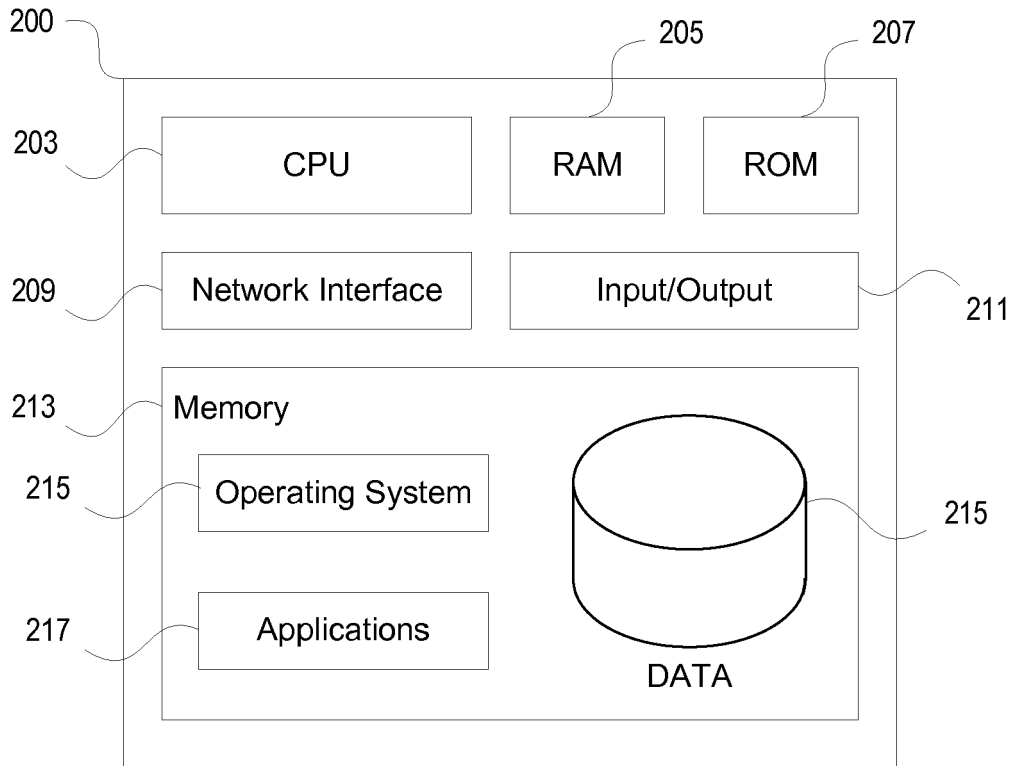 200
205
207
203
CPU
RAM
ROM
209
Network Interface
Input/Output
211
213
Memory
215
Operating System
215
217
Applications
DATA